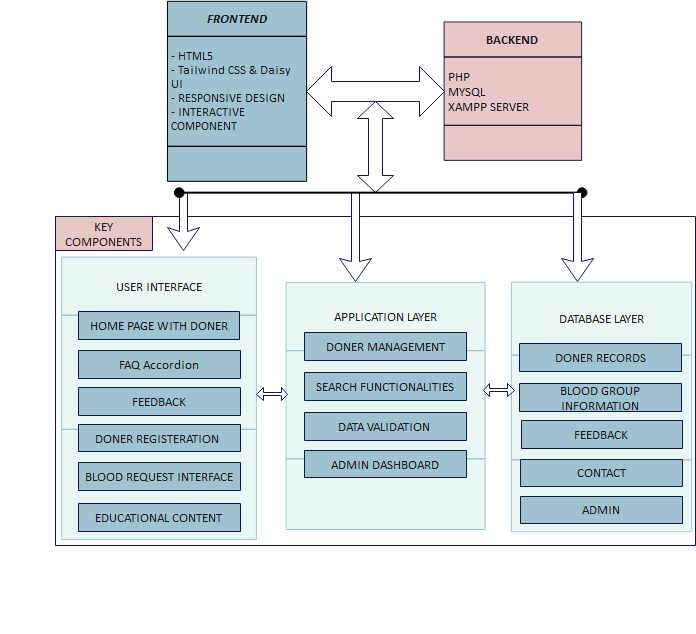 FRONTEND
- HTML5
- Tailwind CSS & Daisy
UI
- RESPONSIVE DESIGN
- INTERACTIVE
COMPONENT
BACKEND
PHP
MYSQL
XAMPP SERVER
KEY
COMPONENTS
USER INTERFACE
HOME PAGE WITH DONER
FAQ Accordion
FEEDBACK
DONER REGISTERATION
BLOOD REQUEST INTERFACE
EDUCATIONAL CONTENT
APPLICATION LAYER
DONER MANAGEMENT
SEARCH FUNCTIONALITIES
DATA VALIDATION
ADMIN DASHBOARD
DATABASE LAYER
DONER RECORDS
BLOOD GROUP
INFORMATION
FEEDBACK
CONTACT
ADMIN